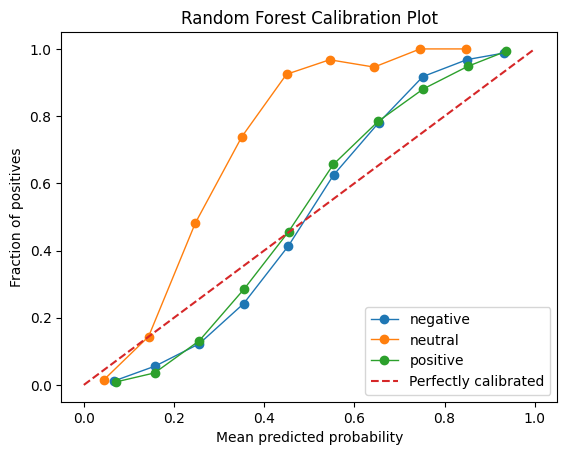 Random Forest Calibration Plot
Fraction of positives
1.0
0.8
0.6
0.4
0.2
0.0
negative
neutral
positive
Perfectly calibrated
0.0 0.2 0.4 0.6 0.8 1.0
Mean predicted probability